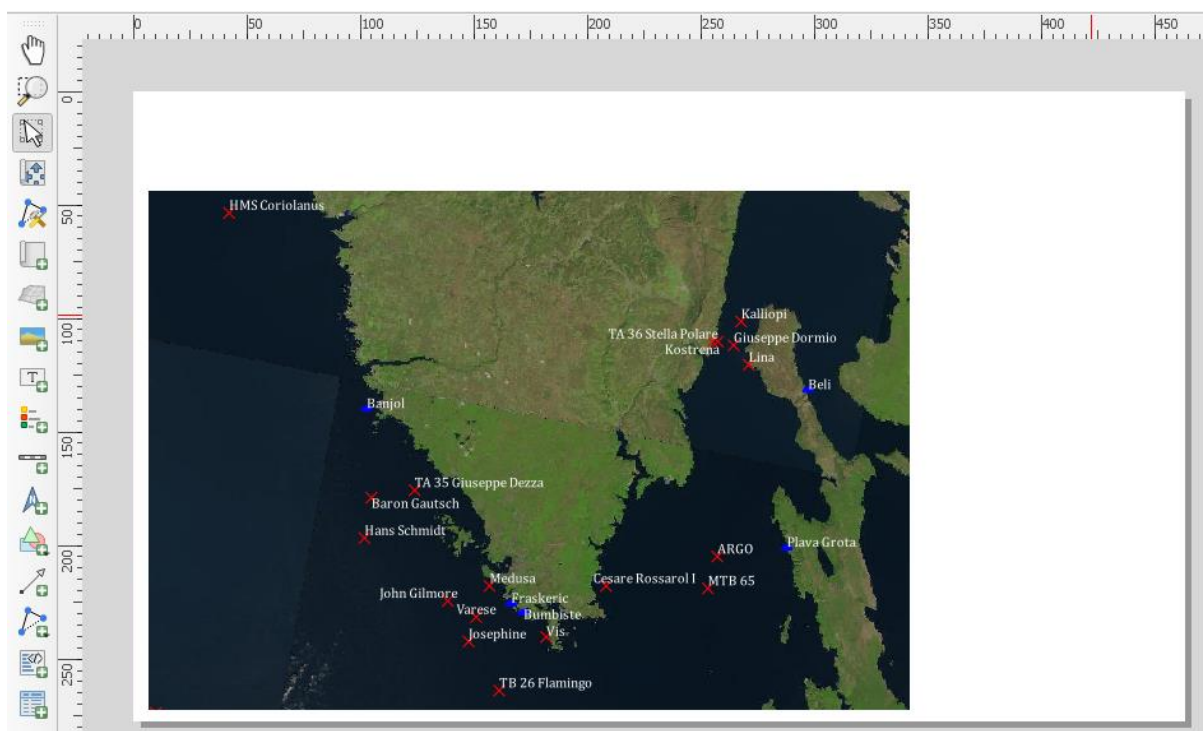 0 50 100 150 200 250 300 350 400 450
0
50
100
150
200
250
HMS Coriolanus
Kalliopi
TA 36 Stella Polare
Giuseppe Dormio
Kostrena
Lina
Beli
Banjol
TA 35 Giuseppe Dezza
Baron Gautsch
Hans Schmidt
Plava Grota
ARGO
Medusa
Cesare Rossarol I
MTB 65
John Gilmore
Fraskeric
Varese
Bumbiste
Josephine
Vis
TB 26 Flamingo